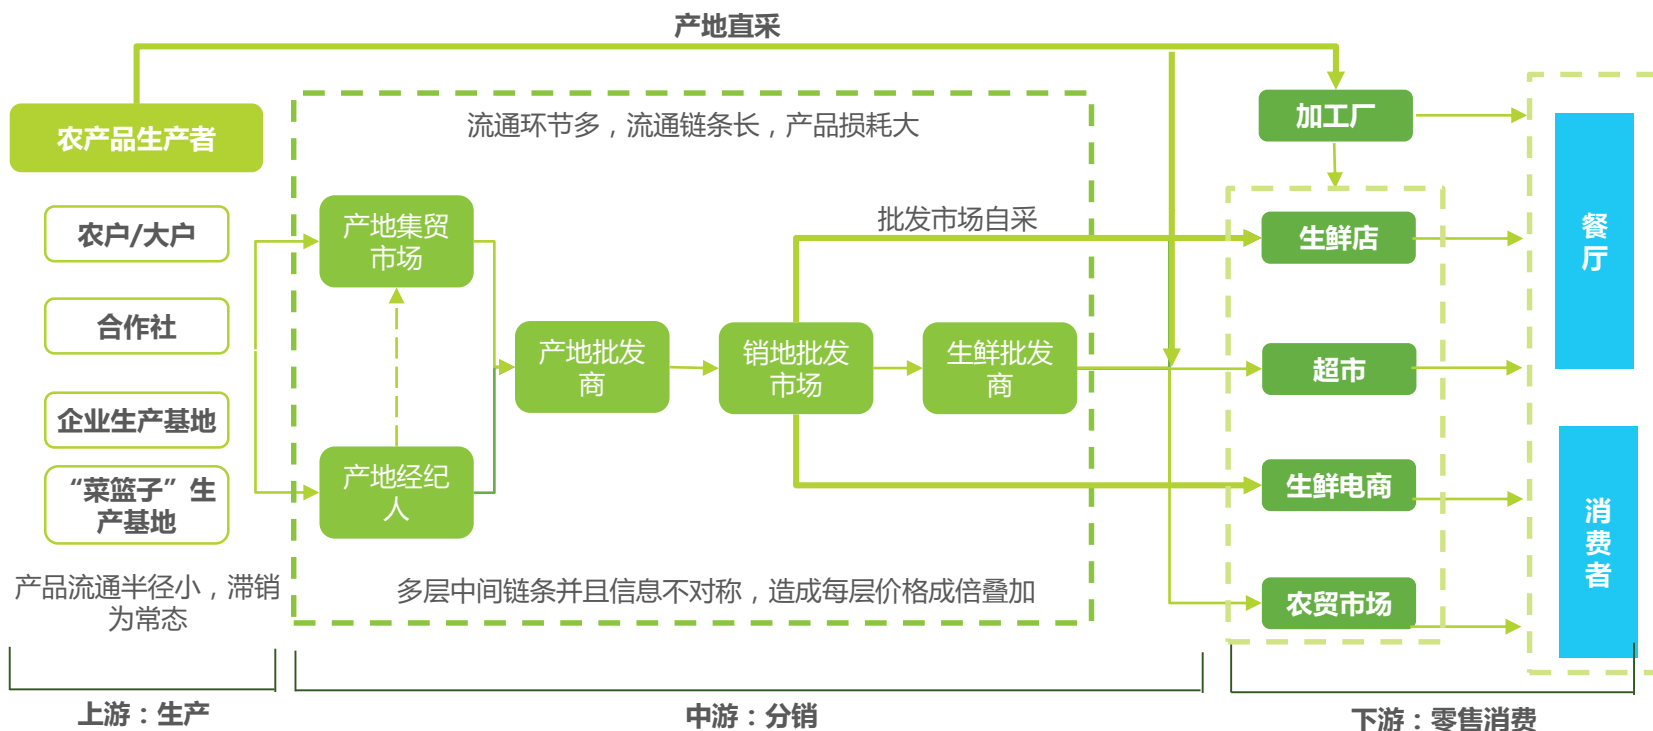 产地直采
农产品生产者
农户/大户
合作社
企业生产基地
“菜篮子”生
产基地
产品流通半径小，滞销
为常态
上游：生产
流通环节多，流通链条长，产品损耗大
产地集贸
市场
产地经纪
人
产地批发
商
销地批发
市场
生鲜批发
商
批发市场自采
多层中间链条并且信息不对称，造成每层价格成倍叠加
中游：分销
加工厂
生鲜店
超市
生鲜电商
农贸市场
餐
厅
消
费
者
下游：零售消费